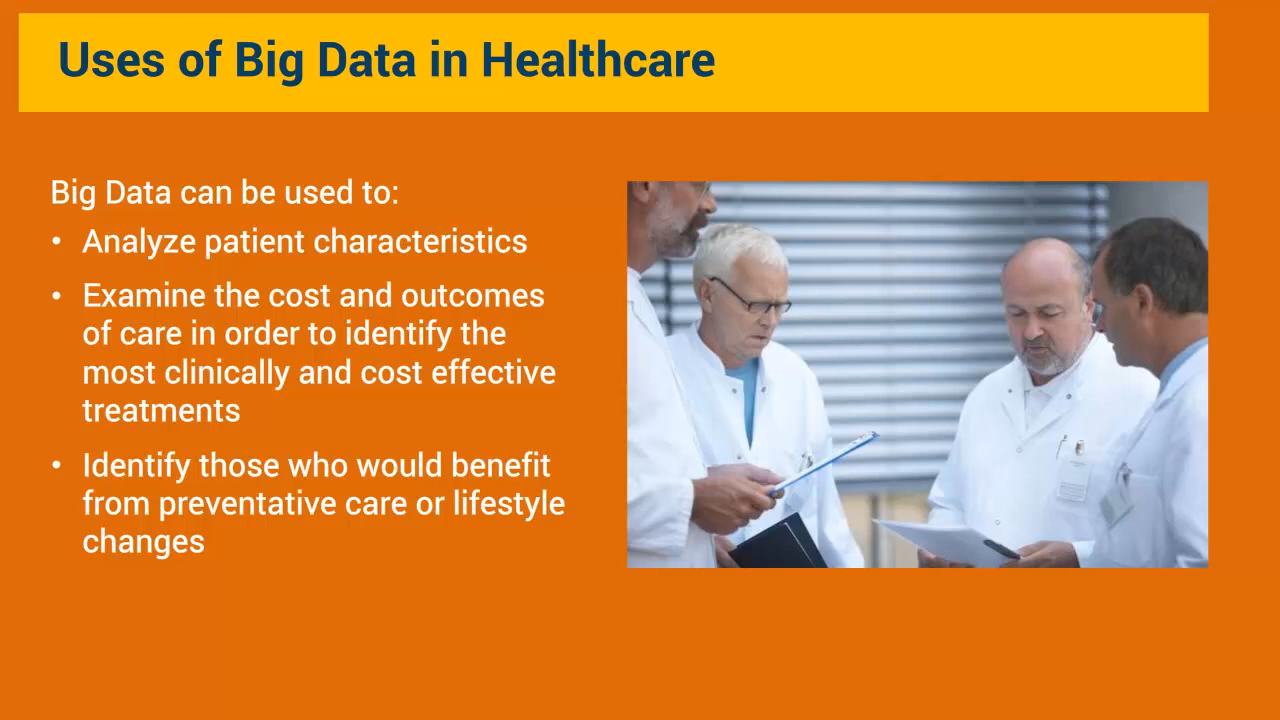 Uses of Big Data in Healthcare
Big Data can be used to:
• Analyze patient characteristics
• Examine the cost and outcomes
of care in order to identify the
most clinically and cost effective
treatments
• Identify those who would benefit
from preventative care or lifestyle
changes